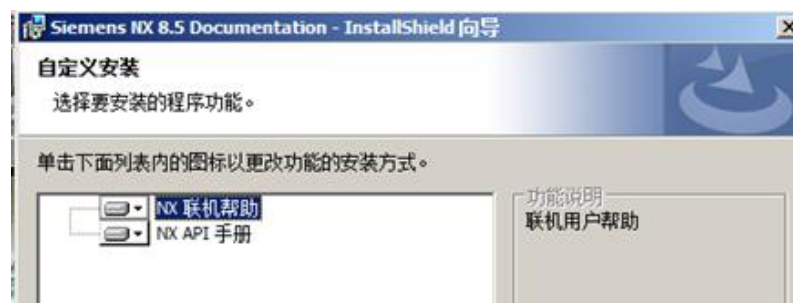 Siemens NX 8.5 Documentation - InstallShield 向导
自定义安装
选择要安装的程序功能。
单击下面列表内的图标以更改功能的安装方式。
NX 联机帮助
NX API 手册
功能说明
联机用户帮助